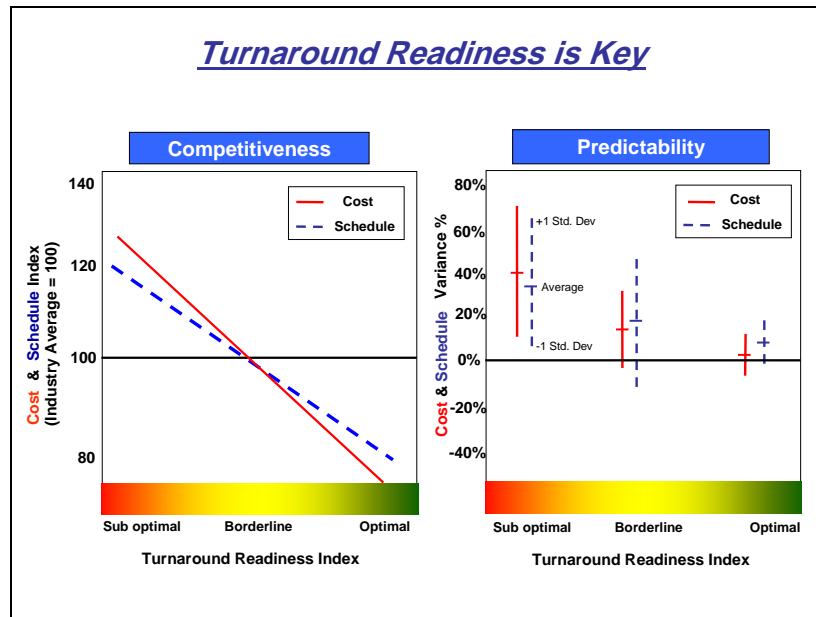 Turnaround Readiness is Key
Competitiveness
140
120
100
80
Cost & Schedule Index
(Industry Average = 100)
Cost
Schedule
Sub optimal Borderline Optimal
Turnaround Readiness Index
Predictability
80%
60%
40%
20%
0%
-20%
-40%
Cost & Schedule Variance %
Cost
Schedule
+1 Std. Dev
Average
-1 Std. Dev
Sub optimal Borderline Optimal
Turnaround Readiness Index